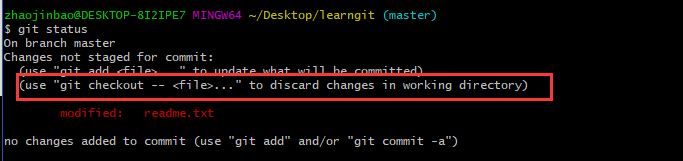 zhaojinbao@DESKTOP-8I2IPE7 MINGW64 ~/Desktop/learngit (master)
$ git status
On branch master
Changes not staged for commit:
  (use "git add <file>..." to update what will be committed)
  (use "git checkout -- <file>..." to discard changes in working directory)
        modified:   readme.txt
no changes added to commit (use "git add" and/or "git commit -a")